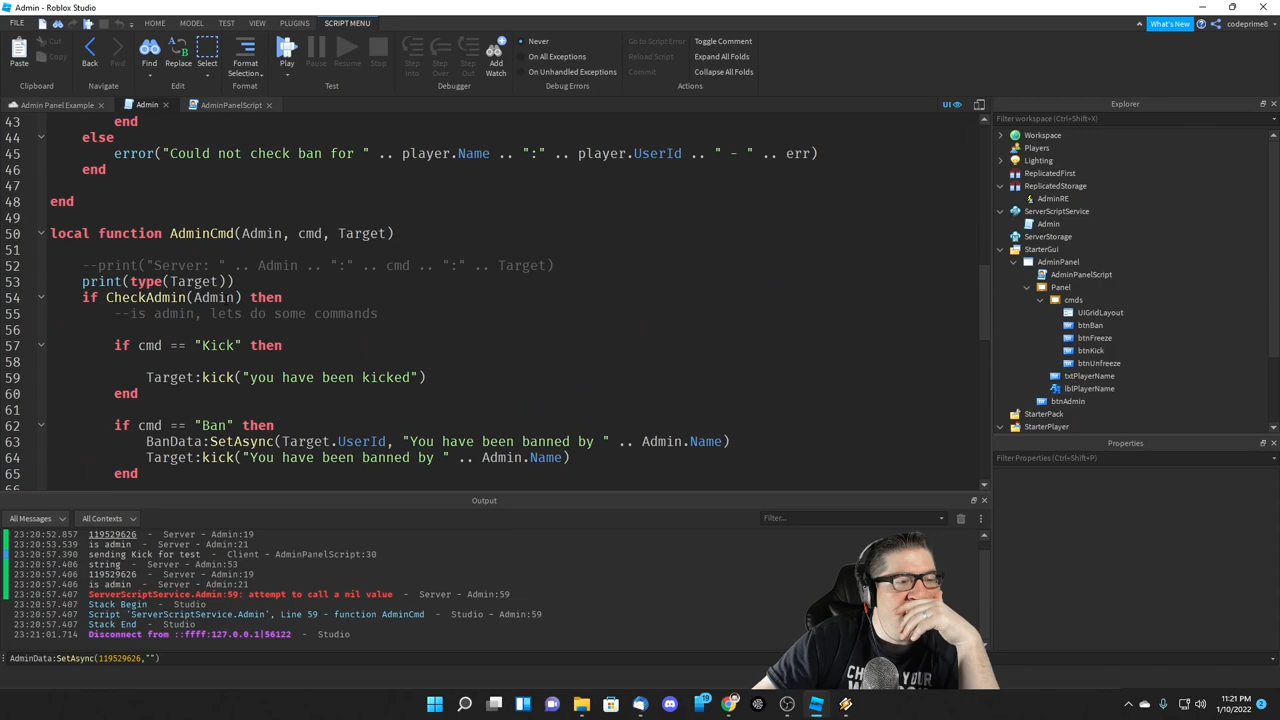 Admin - Roblox Studio
FILE HOME MODEL TEST VIEW PLUGINS SCRIPT MENU What's New codeprime8
Paste Cut Copy Back Fwd Find Replace Select Format Selection Play Pause Resume Stop Step Into Step Over Step Out Add Watch Never On All Exceptions On Unhandled Exceptions Go to Script Error Reload Script Commit Toggle Comment Expand All Folds Collapse All Folds
Clipboard Navigate Edit Format Test Debugger Debug Errors Actions
Admin Panel Example Admin AdminPanelScript UI
43 end
44 else
45 error("Could not check ban for " .. player.Name .. ":" .. player.UserId .. " - " .. err)
46 end
47
48 end
49
50 local function AdminCmd(Admin, cmd, Target)
51
52 --print("Server: " .. Admin .. ":" .. cmd .. ":" .. Target)
53 print(type(Target))
54 if CheckAdmin(Admin) then
55 --is admin, lets do some commands
56
57 if cmd == "Kick" then
58
59 Target:kick("you have been kicked")
60 end
61
62 if cmd == "Ban" then
63 BanData:SetAsync(Target.UserId, "You have been banned by " .. Admin.Name)
64 Target:kick("You have been banned by " .. Admin.Name)
65 end
66
Explorer
Filter workspace (Ctrl+Shift+X)
Workspace
Players
Lighting
ReplicatedFirst
ReplicatedStorage
AdminRE
ServerScriptService
Admin
ServerStorage
StarterGui
AdminPanel
AdminPanelScript
Panel
cmds
UIGridLayout
btnBan
btnFreeze
btnKick
btnUnfreeze
txtPlayerName
lblPlayerName
btnAdmin
StarterPack
StarterPlayer
Properties
Filter Properties (Ctrl+Shift+P)
Output
All Messages All Contexts Filter...
23:20:52.857 119529626 - Server - Admin:19
23:20:53.539 is admin - Server - Admin:21
23:20:57.390 sending Kick for test - Client - AdminPanelScript:30
23:20:57.406 string - Server - Admin:53
23:20:57.406 119529626 - Server - Admin:19
23:20:57.406 is admin - Server - Admin:21
23:20:57.407 ServerScriptService.Admin:59: attempt to call a nil value - Server - Admin:59
23:20:57.407 Stack Begin - Studio
23:20:57.407 Script 'ServerScriptService.Admin', Line 59 - function AdminCmd - Studio - Admin:59
23:20:57.407 Stack End - Studio
23:21:01.714 Disconnect from ::ffff:127.0.0.1|56122 - Studio
AdminData:SetAsync(119529626,"")
19
11:21 PM
1/10/2022
2